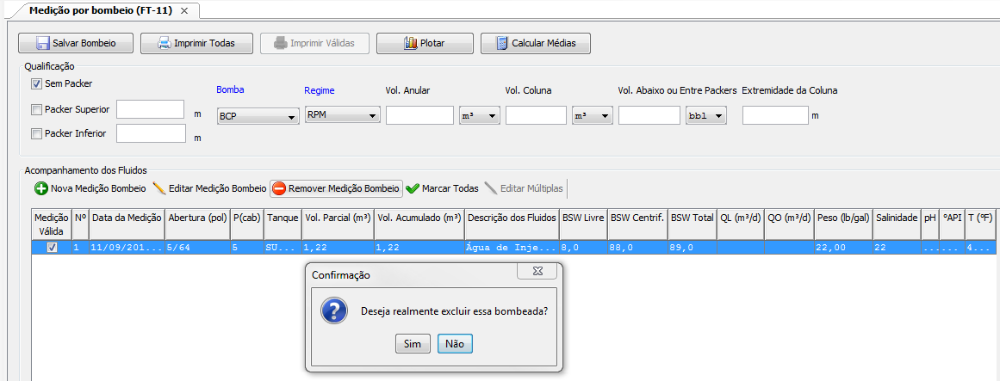 Medição por bombeio (FT-11)
Salvar Bombeio Imprimir Todas Imprimir Válidas Plotar Calcular Médias
Qualificação
Sem Packer
Bomba Regime Vol. Anular Vol. Coluna Vol. Abaixo ou Entre Packers Extremidade da Coluna
Packer Superior m BCP RPM m³ m³ bbl m
Packer Inferior m
Acompanhamento dos Fluidos
Nova Medição Bombeio Editar Medição Bombeio Remover Medição Bombeio Marcar Todas Editar Múltiplas
Medição Válida Nº Data da Medição Abertura (pol) P(cab) Tanque Vol. Parcial (m³) Vol. Acumulado (m³) Descrição dos Fluidos BSW Livre BSW Centrif. BSW Total QL (m³/d) QO (m³/d) Peso (lb/gal) Salinidade pH ºAPI T (ºF)
1 11/09/201... 5/64 5 SU... 1,22 1,22 Água de Inje... 8,0 88,0 89,0 22,00 22 ... ... 4...
Confirmação
Deseja realmente excluir essa bombeada?
Sim Não